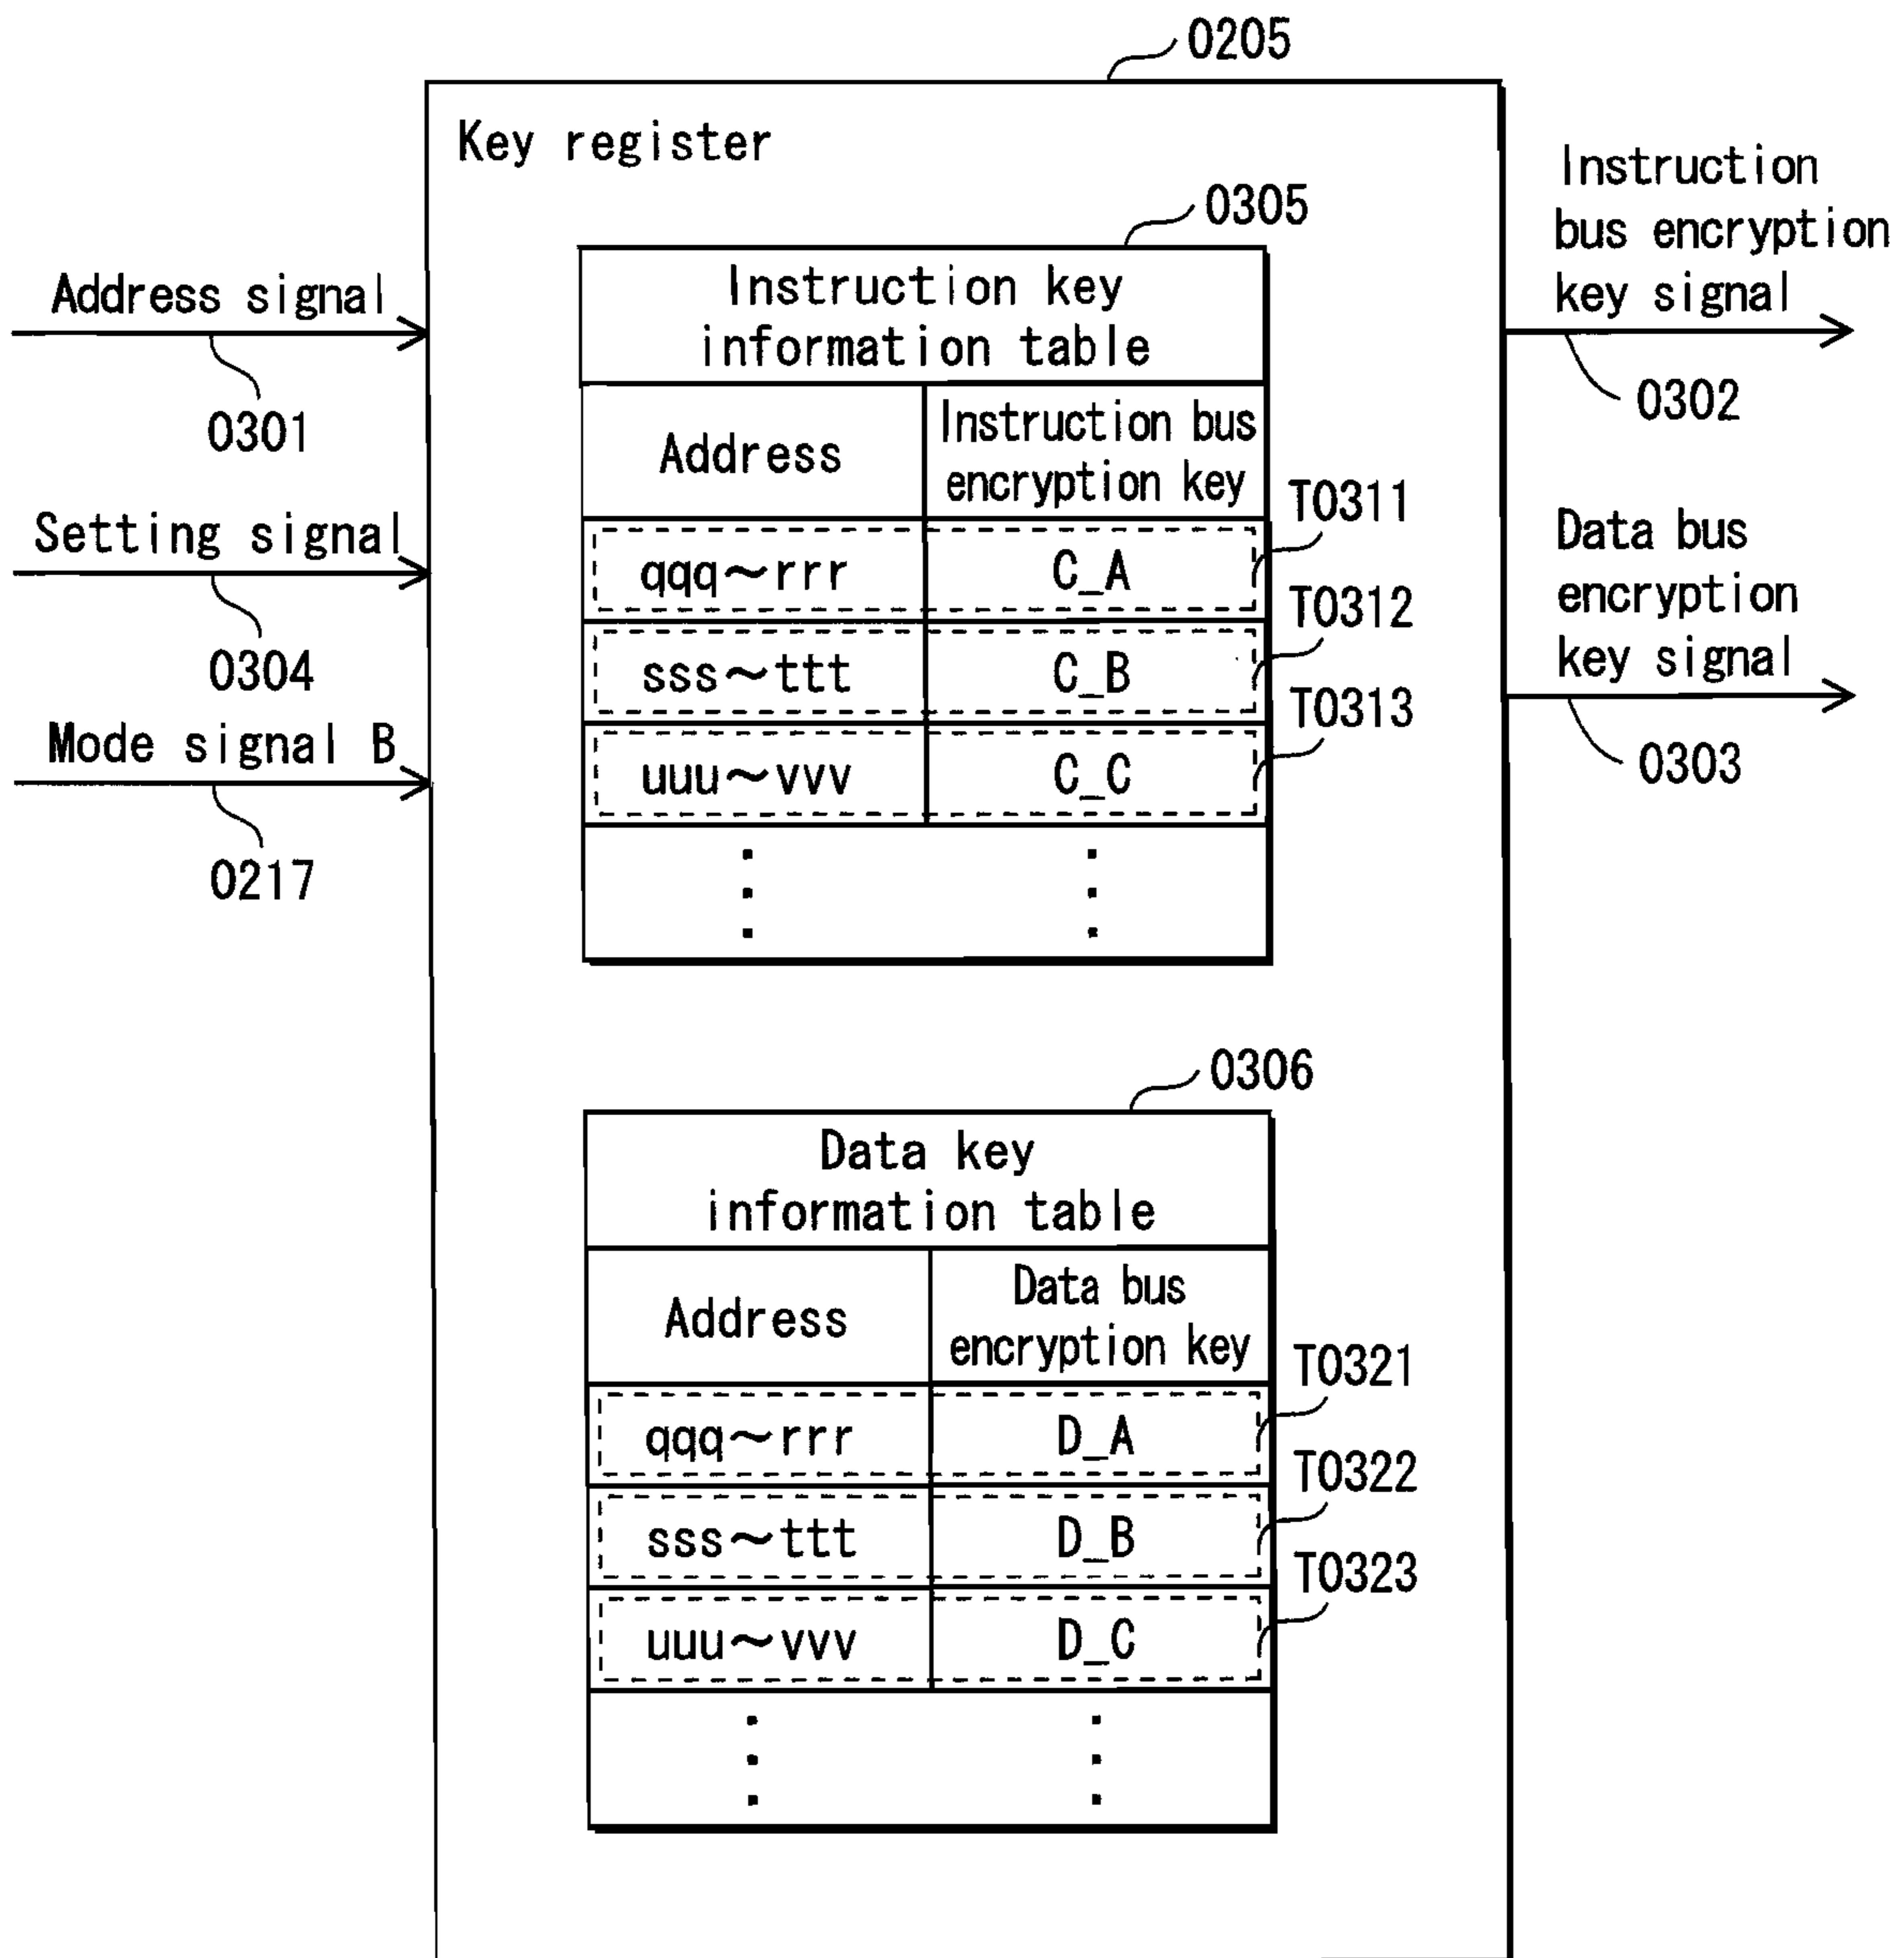 0205
Key register
0305
Instruction key
information table
Address
Instruction bus
encryption key
qqq～rrr
C_A
T0311
sss～ttt
C_B
T0312
uuu～vvv
C_C
T0313
Address signal
0301
Setting signal
0304
Mode signal B
0217
Instruction
bus encryption
key signal
0302
Data bus
encryption
key signal
0303
0306
Data key
information table
Address
Data bus
encryption key
qqq～rrr
D_A
T0321
sss～ttt
D_B
T0322
uuu～vvv
D_C
T0323